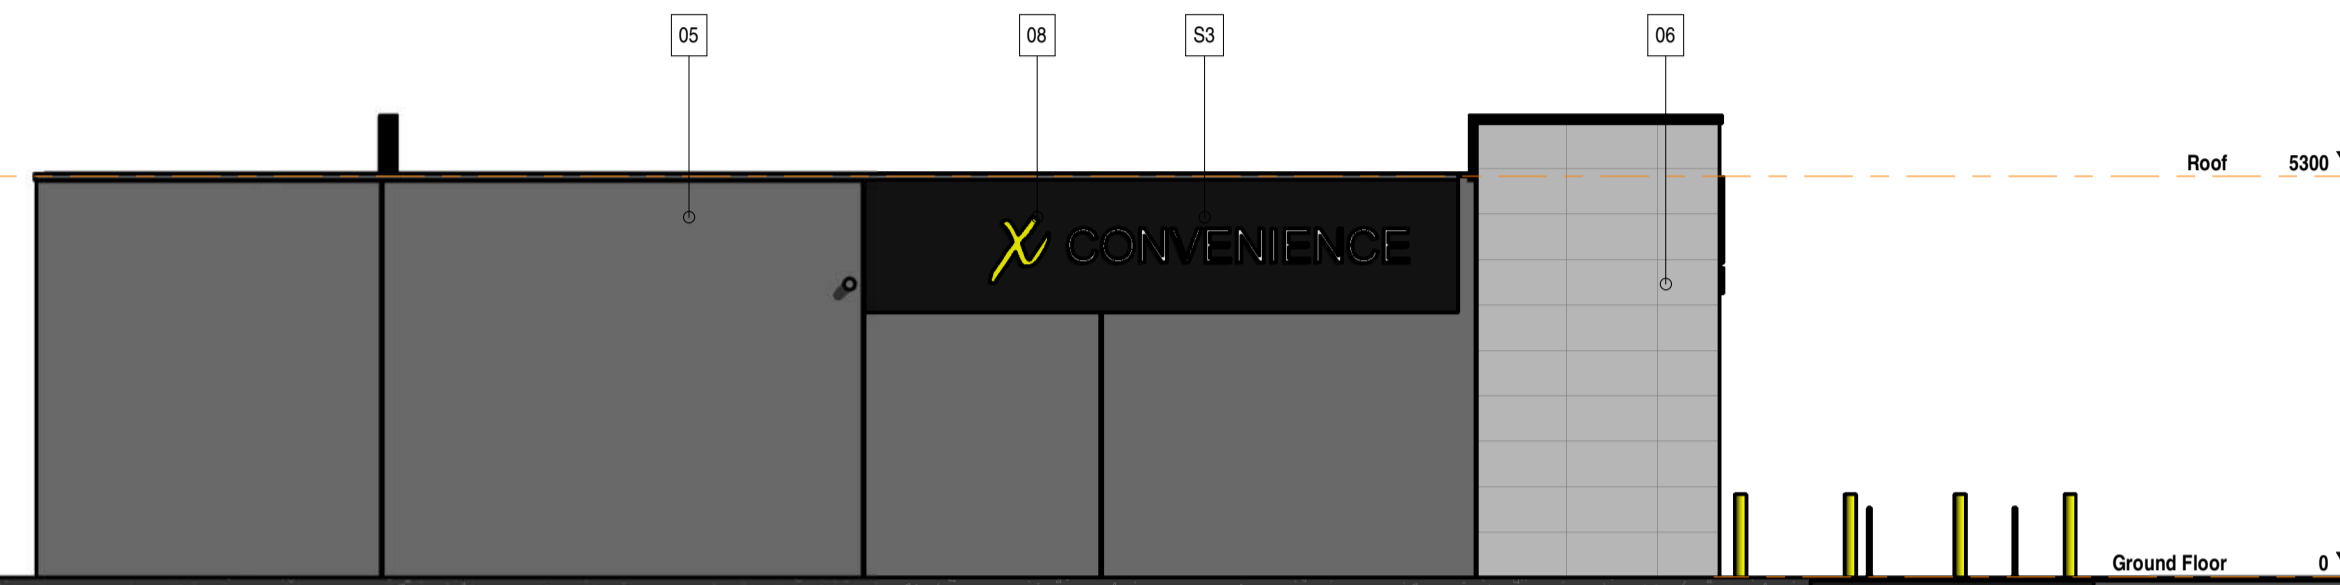 05
08
S3
06
Roof 5300
X CONVENIENCE
Ground Floor 0